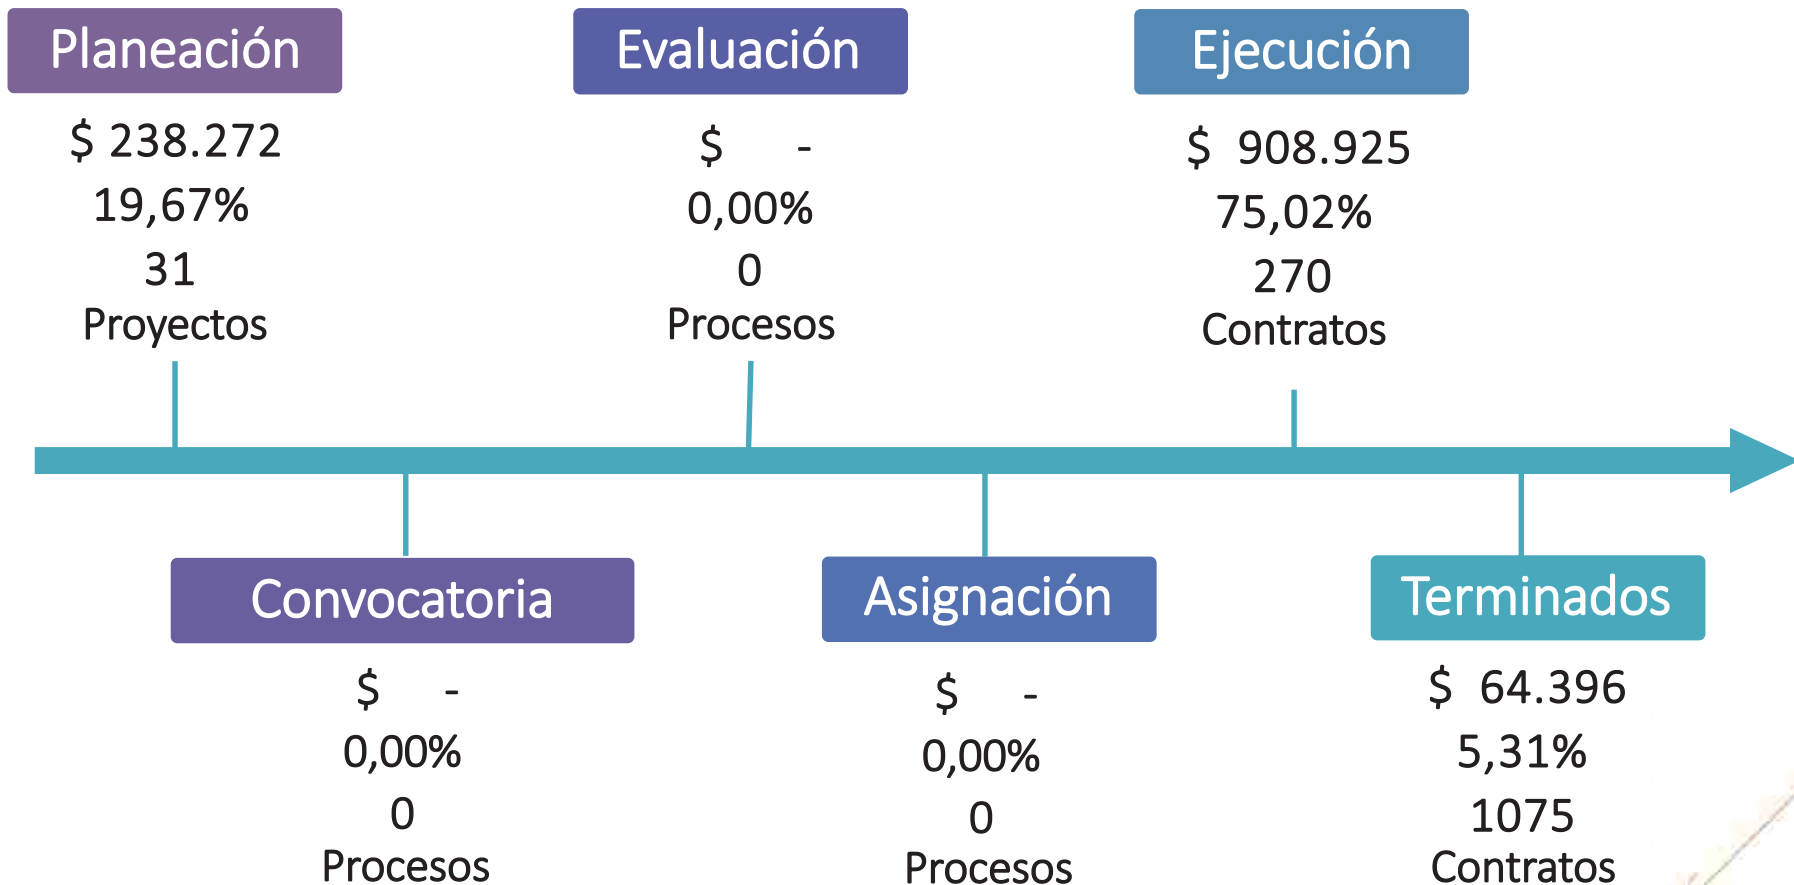 Planeación
$ 238.272
19,67%
31
Proyectos
Evaluación
$ -
0,00%
0
Procesos
Ejecución
$ 908.925
75,02%
270
Contratos
Convocatoria
$ -
0,00%
0
Procesos
Asignación
$ -
0,00%
0
Procesos
Terminados
$ 64.396
5,31%
1075
Contratos